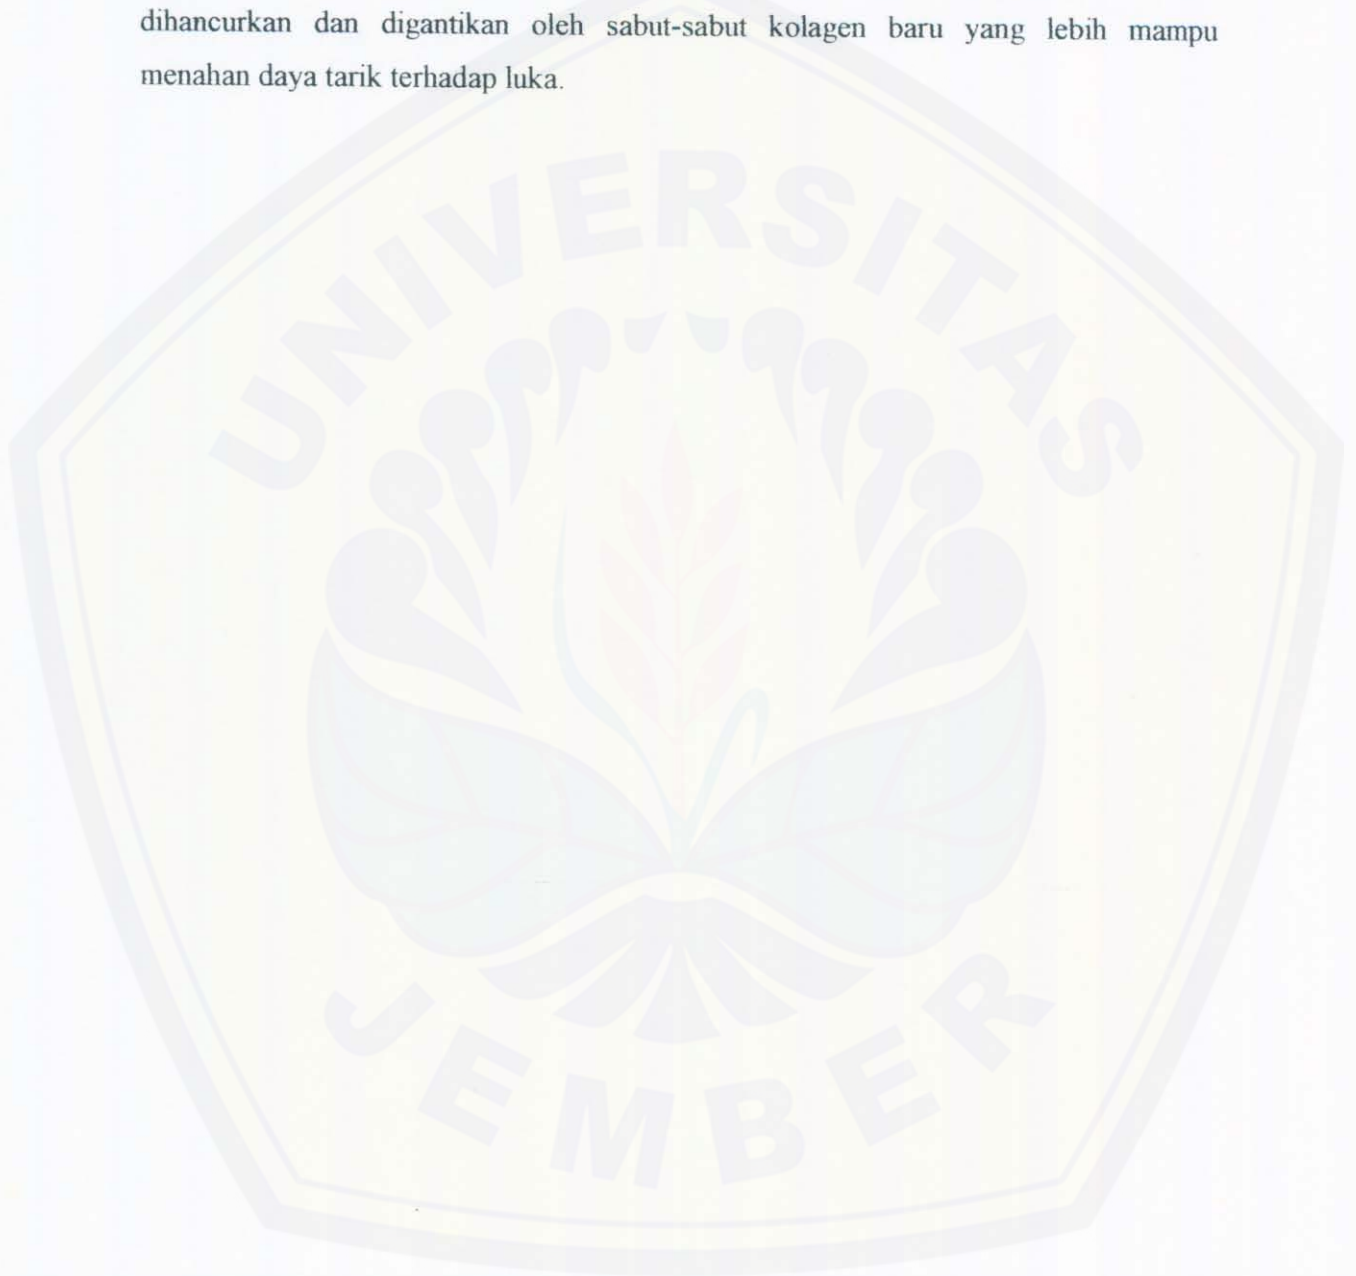 dihancurkan dan digantikan oleh sabut-sabut kolagen baru yang lebih mampu
menahan daya tarik terhadap luka.
UNIVERSITAS
JEMBER